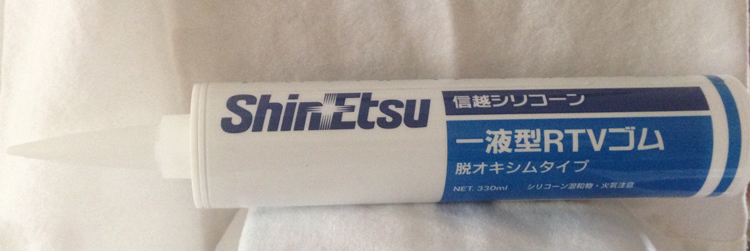 ShinEtsu
信越シリコーン
一液型RTVゴム
脱オキシムタイプ
NET. 330ml シリコーン混和物・火気注意